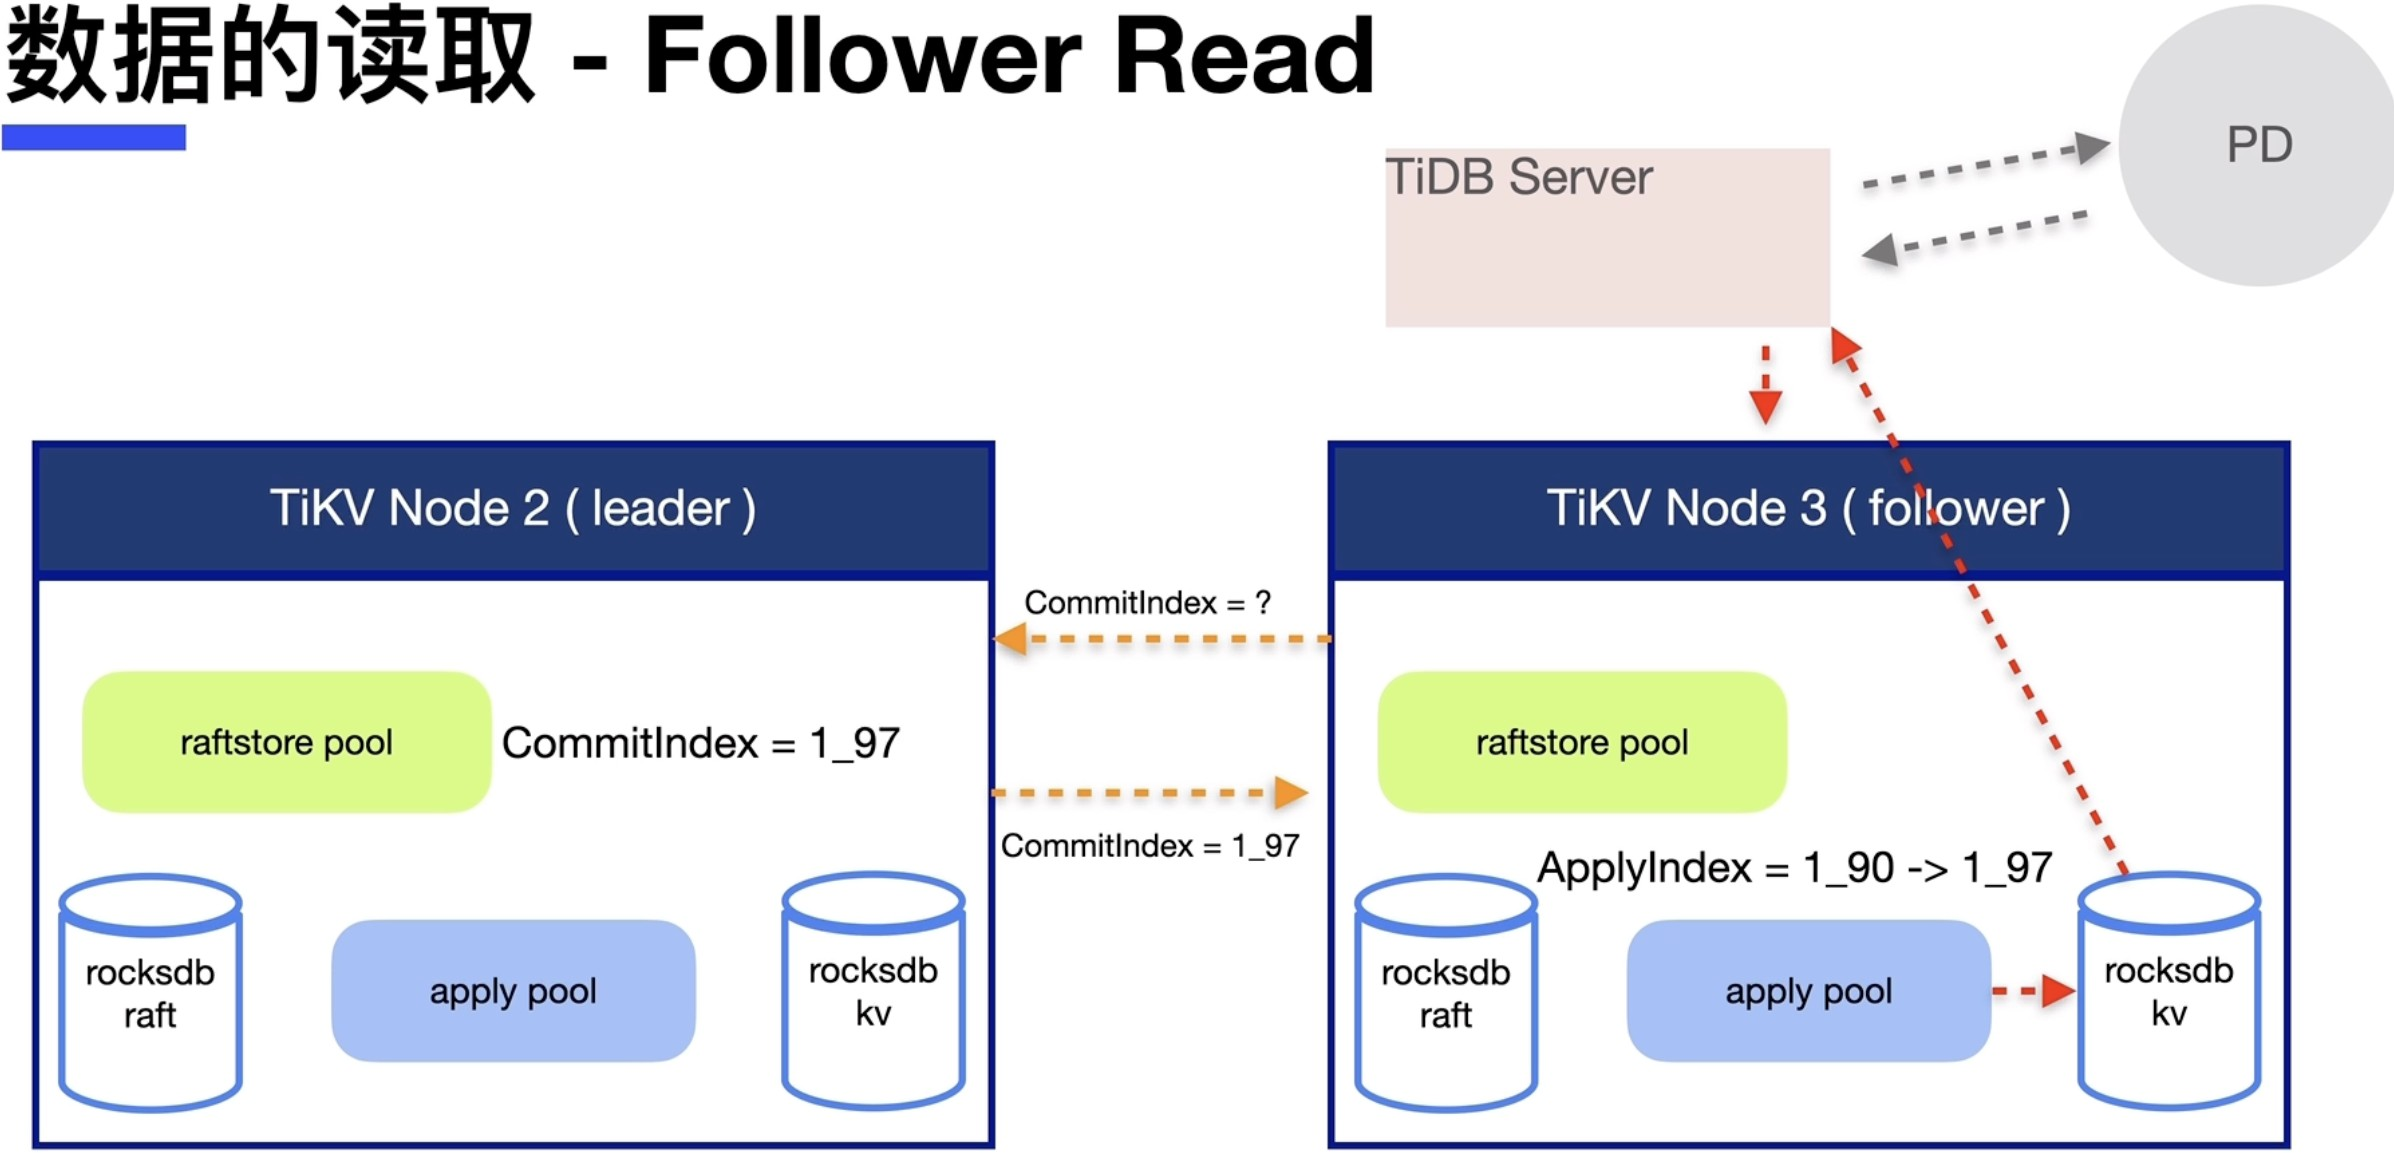 数据的读取 - Follower Read
PD
TiDB Server
TiKV Node 2 ( leader )
TiKV Node 3 ( follower )
CommitIndex = ?
raftstore pool
CommitIndex = 1_97
raftstore pool
CommitIndex = 1_97
ApplyIndex = 1_90 -> 1_97
rocksdb
raft
apply pool
rocksdb
kv
rocksdb
raft
apply pool
rocksdb
kv